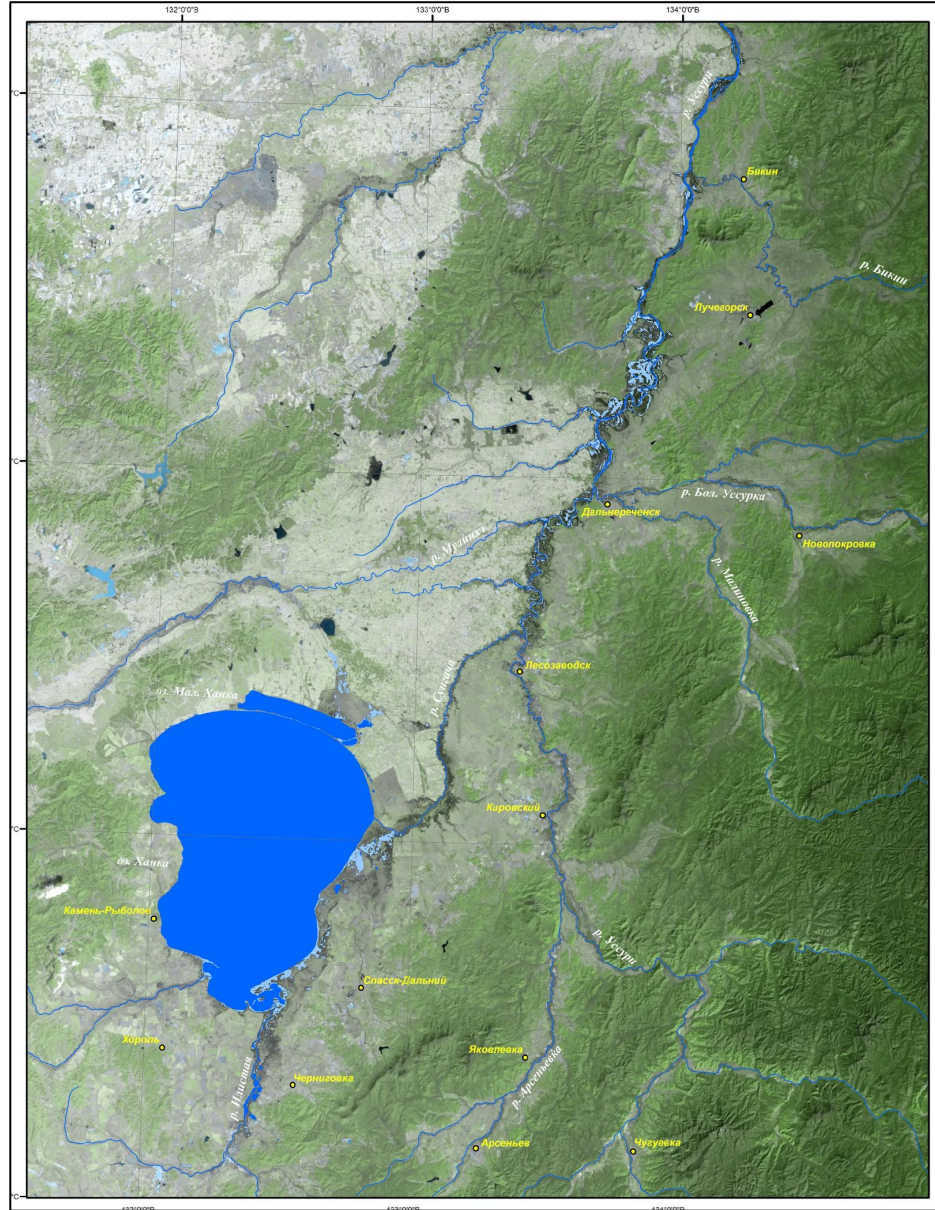 132°0'0"В
133°0'0"В
134°0'0"В
°С
р. Уссури
Бикин
р. Бикин
Лучегорск
°С
р. Бол. Уссурка
Дальнереченск
Новопокровка
р. Мулинхэ
р. Малиновка
р. Сунгача
Лесозаводск
оз. Мал. Ханка
Кировский
°С
оз. Ханка
Камень-Рыболов
р. Уссури
Спасск-Дальний
Хороль
Яковлевка
р. Илистая
Черниговка
р. Арсеньевка
Арсеньев
Чугуевка
°С